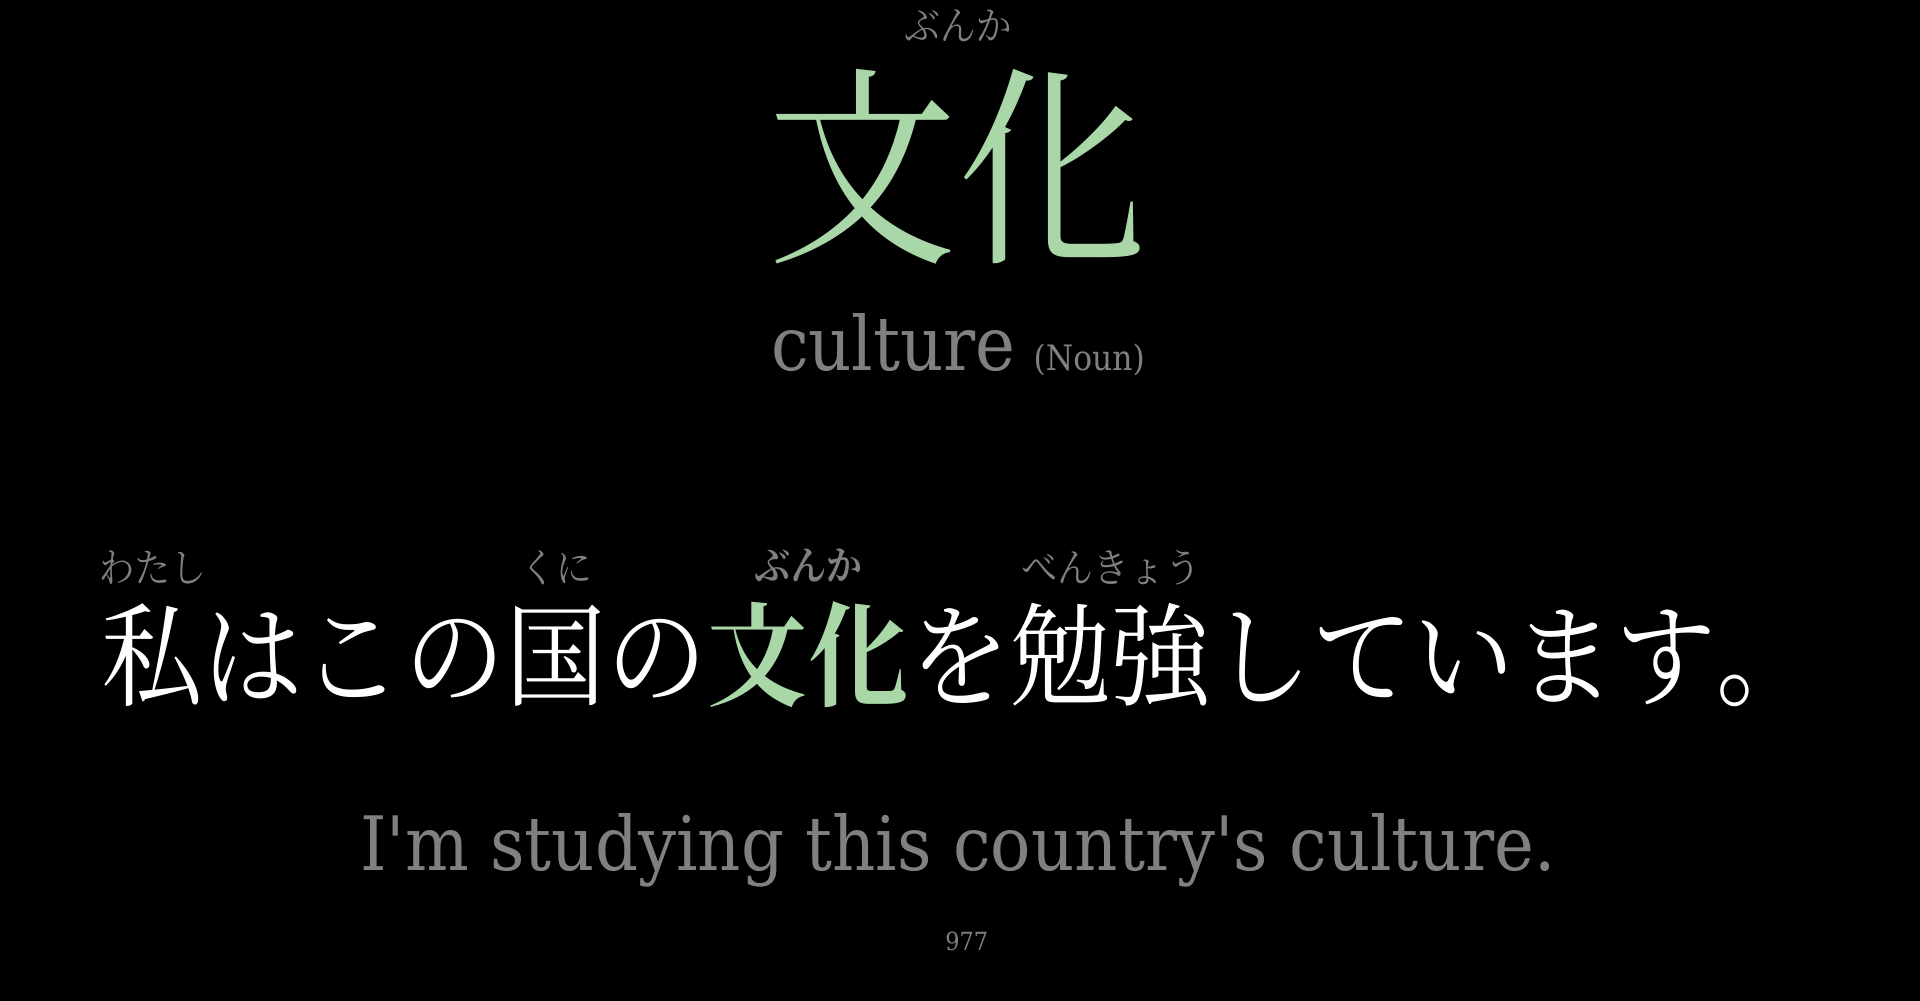 ぶんか
文化
culture (Noun)
わたし くに ぶんか べんきょう
私はこの国の文化を勉強しています。
I'm studying this country's culture.
977